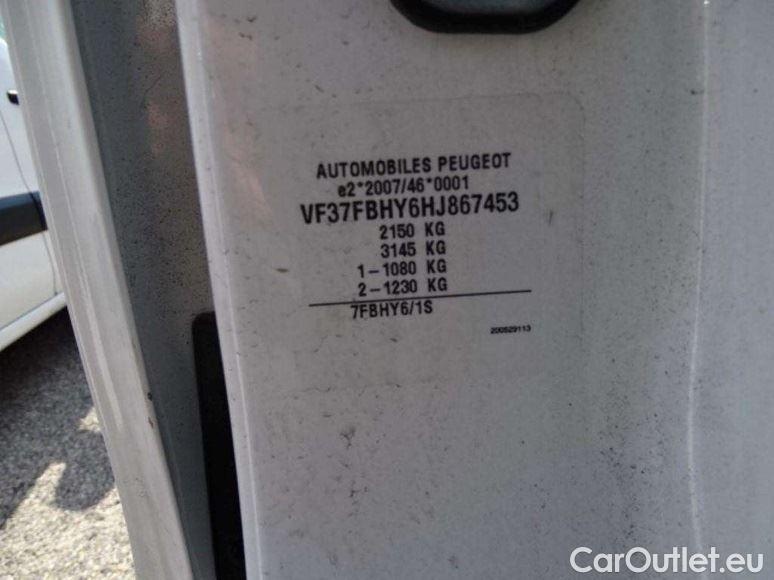 AUTOMOBILES PEUGEOT
e2*2007/46*0001
VF37FBHY6HJ867453
2150 KG
3145 KG
1-1080 KG
2-1230 KG
7FBHY6/1S
200529113
CarOutlet.eu